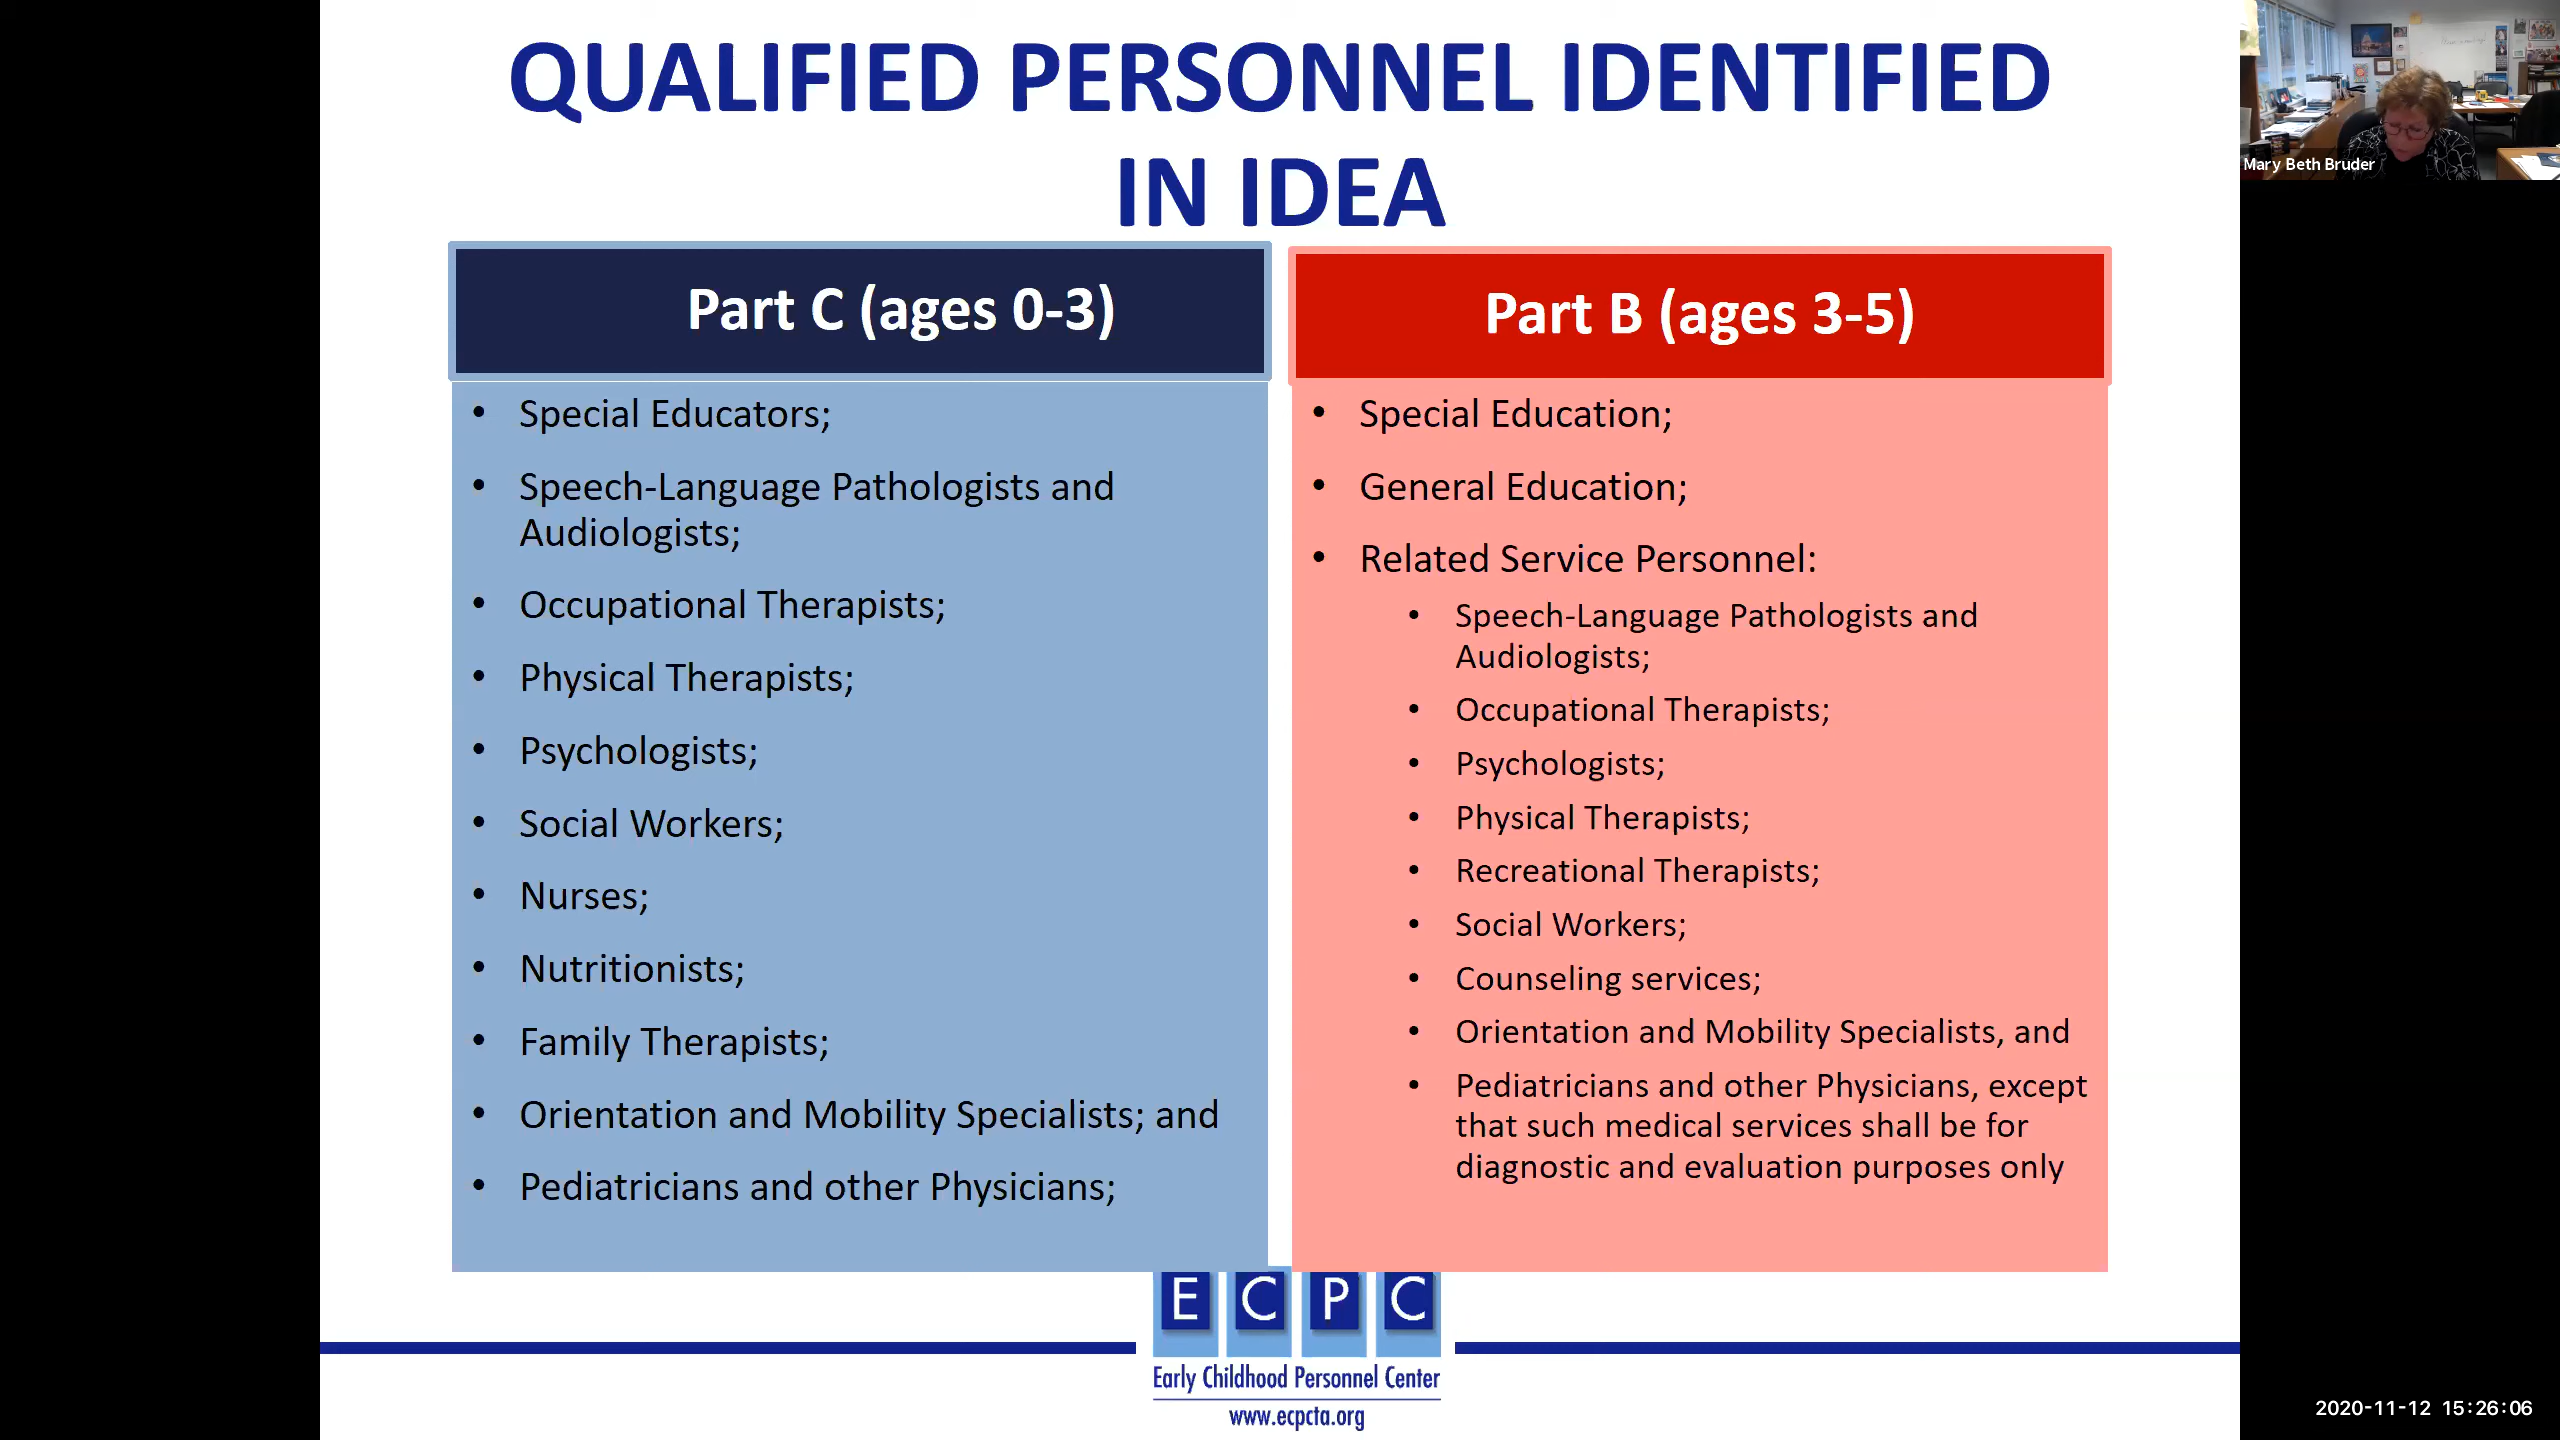 QUALIFIED PERSONNEL IDENTIFIED
IN IDEA
Part C (ages 0-3)
• Special Educators;
• Speech-Language Pathologists and
Audiologists;
• Occupational Therapists;
• Physical Therapists;
• Psychologists;
• Social Workers;
• Nurses;
• Nutritionists;
• Family Therapists;
• Orientation and Mobility Specialists; and
• Pediatricians and other Physicians;
Part B (ages 3-5)
• Special Education;
• General Education;
• Related Service Personnel:
• Speech-Language Pathologists and
Audiologists;
• Occupational Therapists;
• Psychologists;
• Physical Therapists;
• Recreational Therapists;
• Social Workers;
• Counseling services;
• Orientation and Mobility Specialists, and
• Pediatricians and other Physicians, except
that such medical services shall be for
diagnostic and evaluation purposes only
E C P C
Early Childhood Personnel Center
www.ecpcta.org
Mary Beth Bruder
2020-11-12 15:26:06